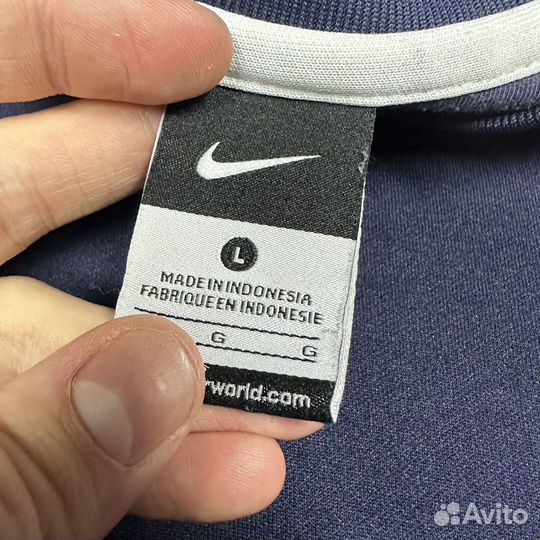 L
MADE IN INDONESIA
FABRIQUE EN INDONESIE
G G
rworld.com
Avito